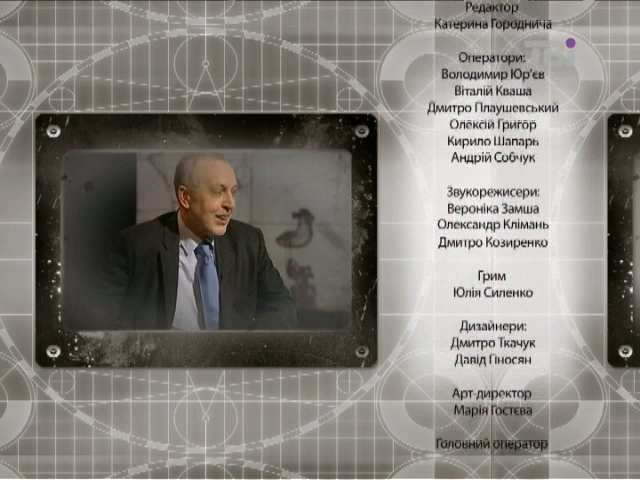 Редактор
Катерина Городнича
Оператори:
Володимир Юр'єв
Віталій Кваша
Дмитро Плаушевський
Олексій Григор
Кирило Шапарь
Андрій Собчук
Звукорежисери:
Вероніка Замша
Олександр Клімань
Дмитро Козиренко
Грим
Юлія Силенко
Дизайнери:
Дмитро Ткачук
Давід Гіносян
Арт-директор
Марія Гостєва
Головний оператор